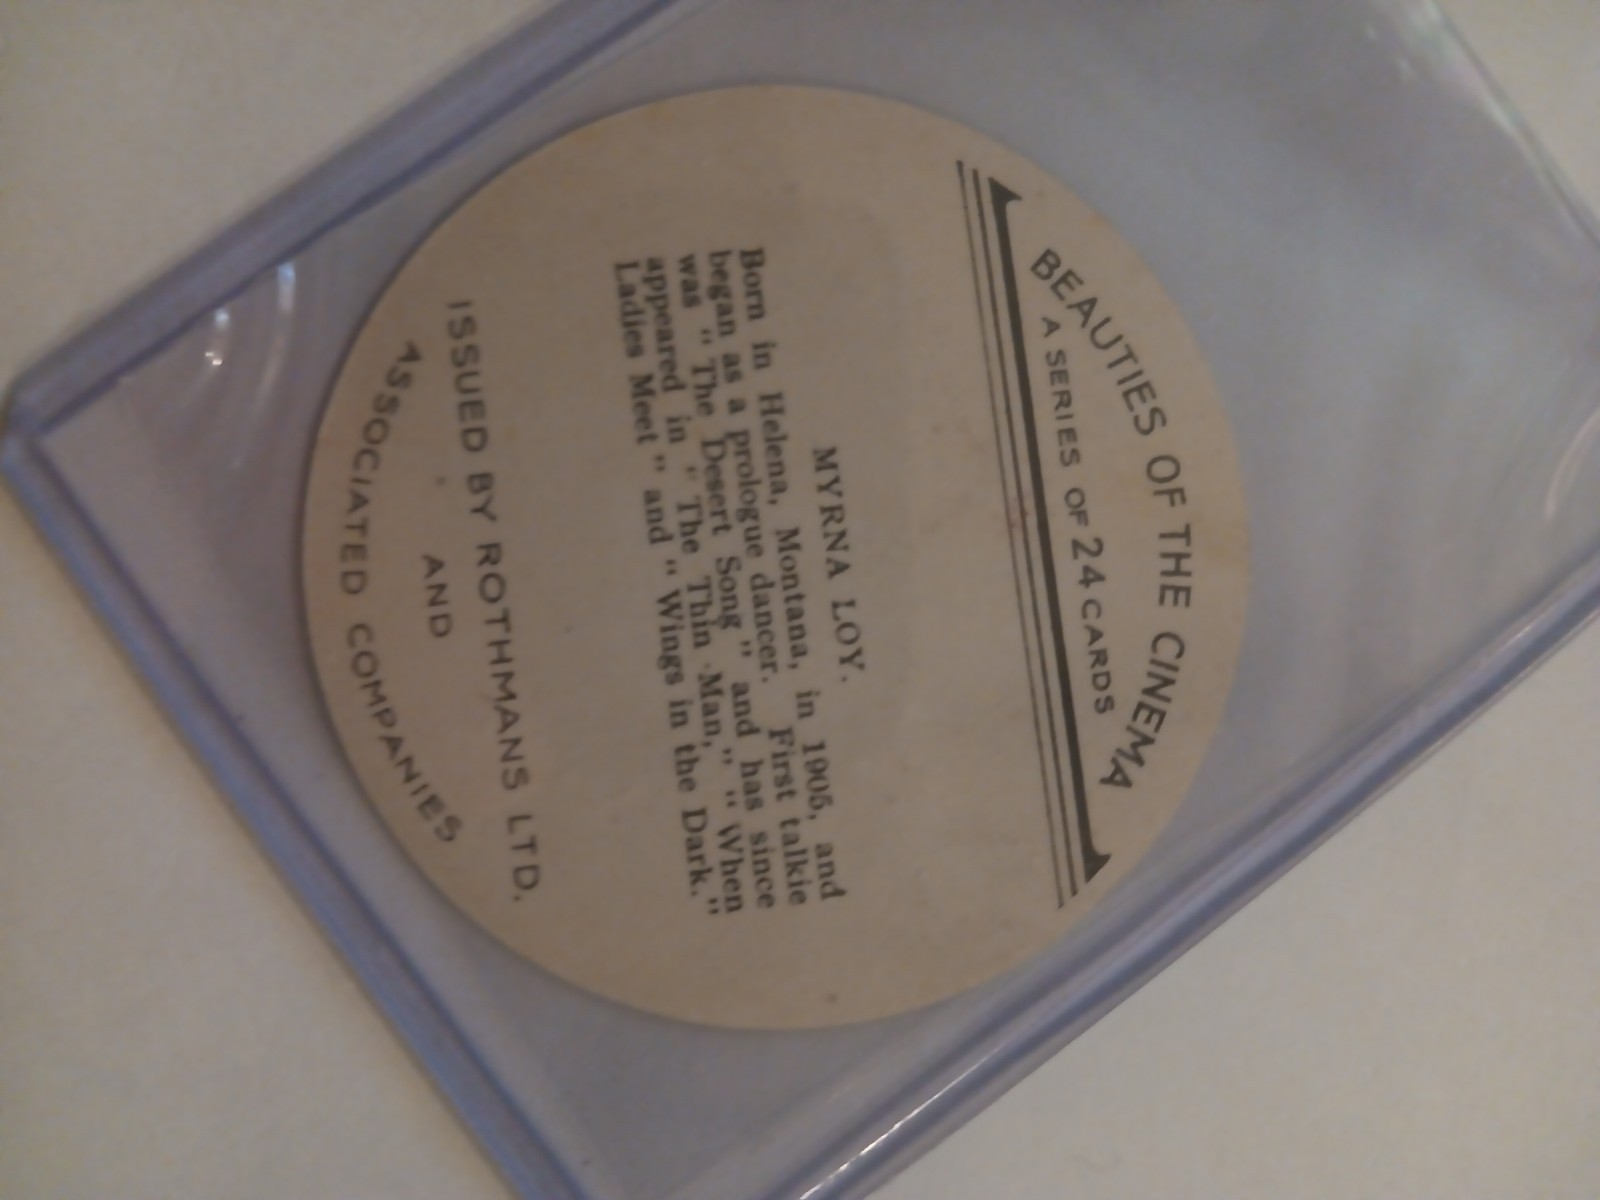 BEAUTIES OF THE CINEMA
A SERIES OF 24 CARDS
MYRNA LOY.
Born in Helena, Montana, in 1905, and
began as a prologue dancer. First talkie
was " The Desert Song " and has since
appeared in " The Thin Man, " " When
Ladies Meet " and " Wings in the Dark. "
ISSUED BY ROTHMANS LTD.
AND
ASSOCIATED COMPANIES